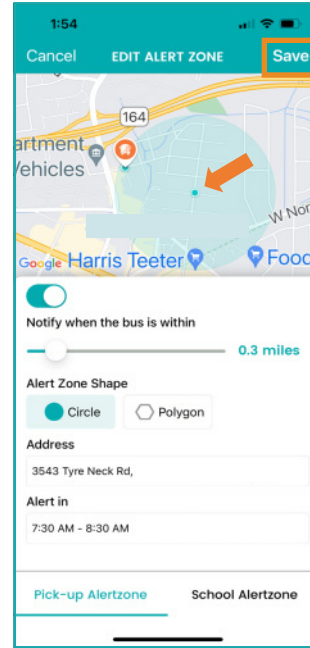 1:54
Cancel EDIT ALERT ZONE Save
164
artment
Vehicles
W Nor
Google Harris Teeter Food
Notify when the bus is within
0.3 miles
Alert Zone Shape
Circle Polygon
Address
3543 Tyre Neck Rd,
Alert in
7:30 AM - 8:30 AM
Pick-up Alertzone School Alertzone